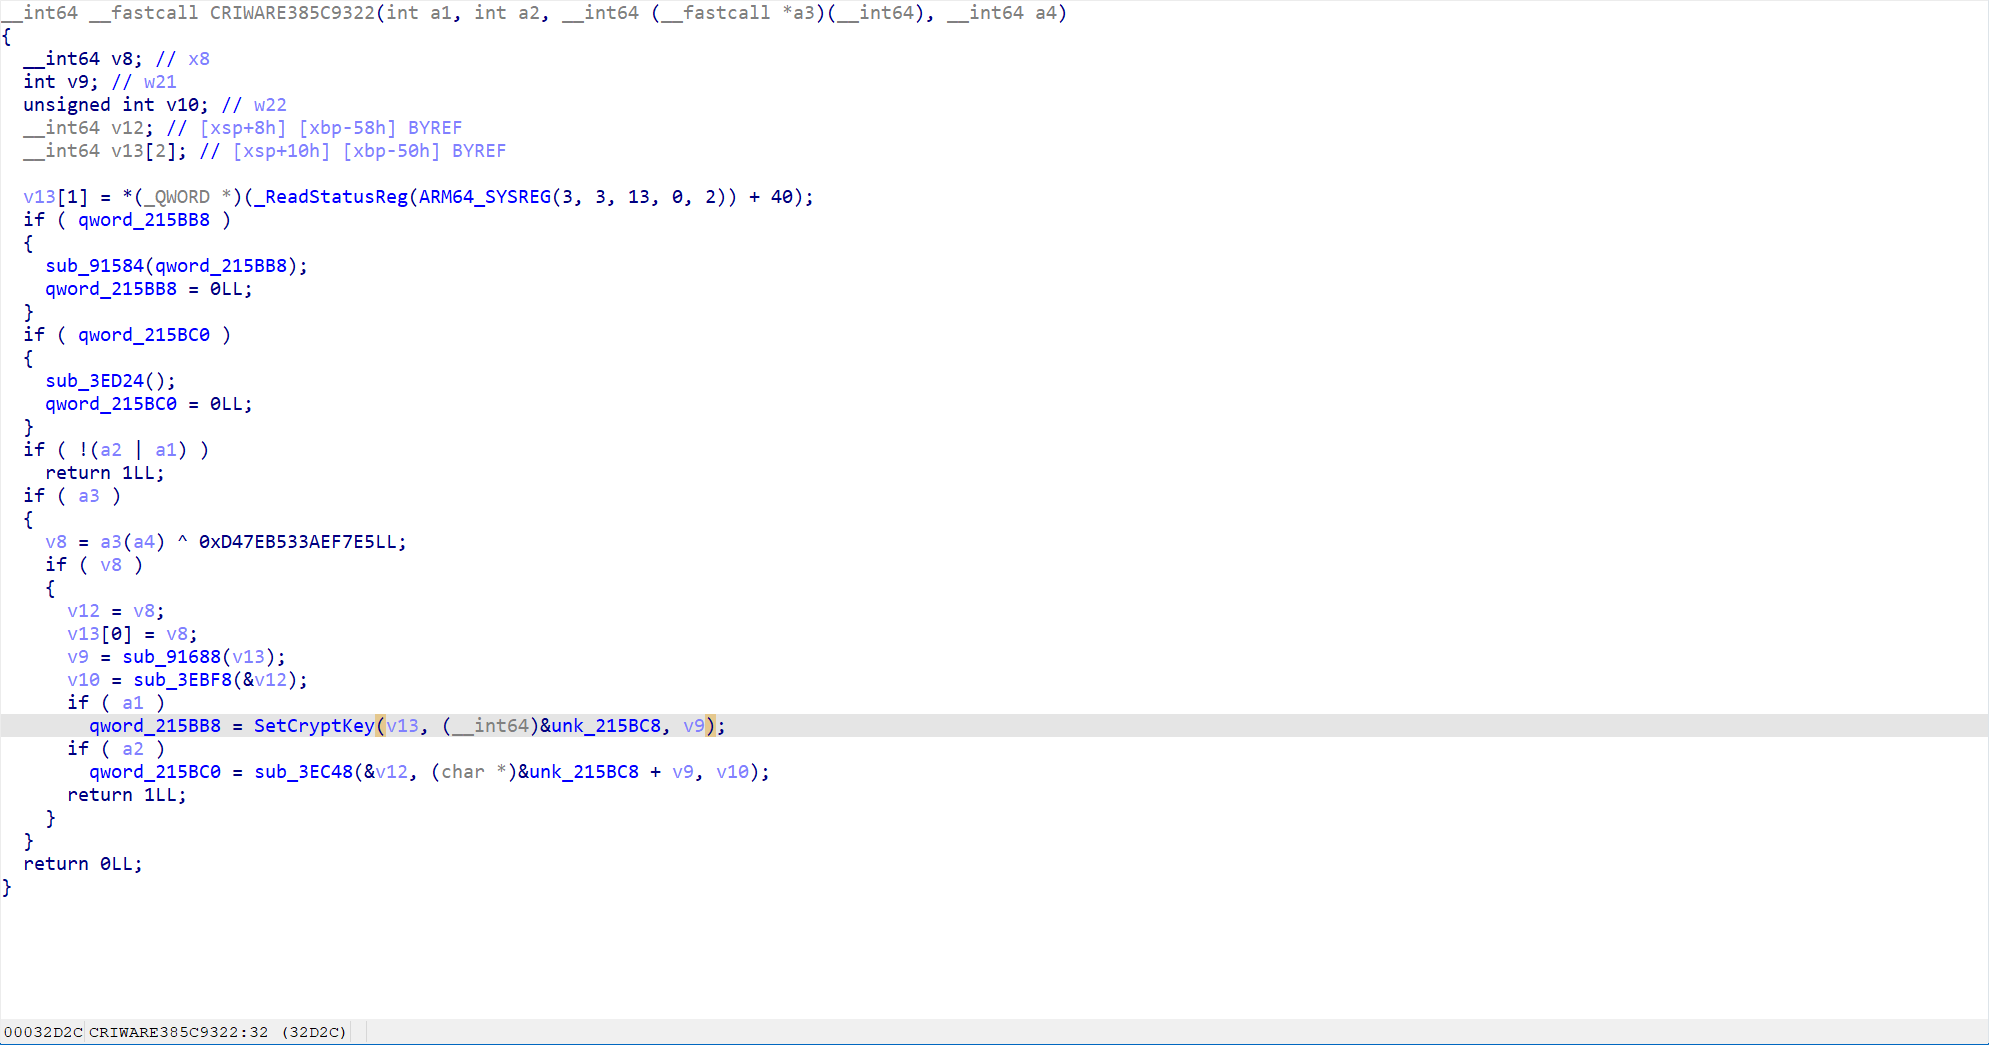 __int64 __fastcall CRIWARE385C9322(int a1, int a2, __int64 (__fastcall *a3)(__int64), __int64 a4)
{
  __int64 v8; // x8
  int v9; // w21
  unsigned int v10; // w22
  __int64 v12; // [xsp+8h] [xbp-58h] BYREF
  __int64 v13[2]; // [xsp+10h] [xbp-50h] BYREF

  v13[1] = *(_QWORD *)(_ReadStatusReg(ARM64_SYSREG(3, 3, 13, 0, 2)) + 40);
  if ( qword_215BB8 )
  {
    sub_91584(qword_215BB8);
    qword_215BB8 = 0LL;
  }
  if ( qword_215BC0 )
  {
    sub_3ED24();
    qword_215BC0 = 0LL;
  }
  if ( !(a2 | a1) )
    return 1LL;
  if ( a3 )
  {
    v8 = a3(a4) ^ 0xD47EB533AEF7E5LL;
    if ( v8 )
    {
      v12 = v8;
      v13[0] = v8;
      v9 = sub_91688(v13);
      v10 = sub_3EBF8(&v12);
      if ( a1 )
        qword_215BB8 = SetCryptKey(v13, (__int64)&unk_215BC8, v9);
      if ( a2 )
        qword_215BC0 = sub_3EC48(&v12, (char *)&unk_215BC8 + v9, v10);
      return 1LL;
    }
  }
  return 0LL;
}
00032D2C CRIWARE385C9322:32 (32D2C)